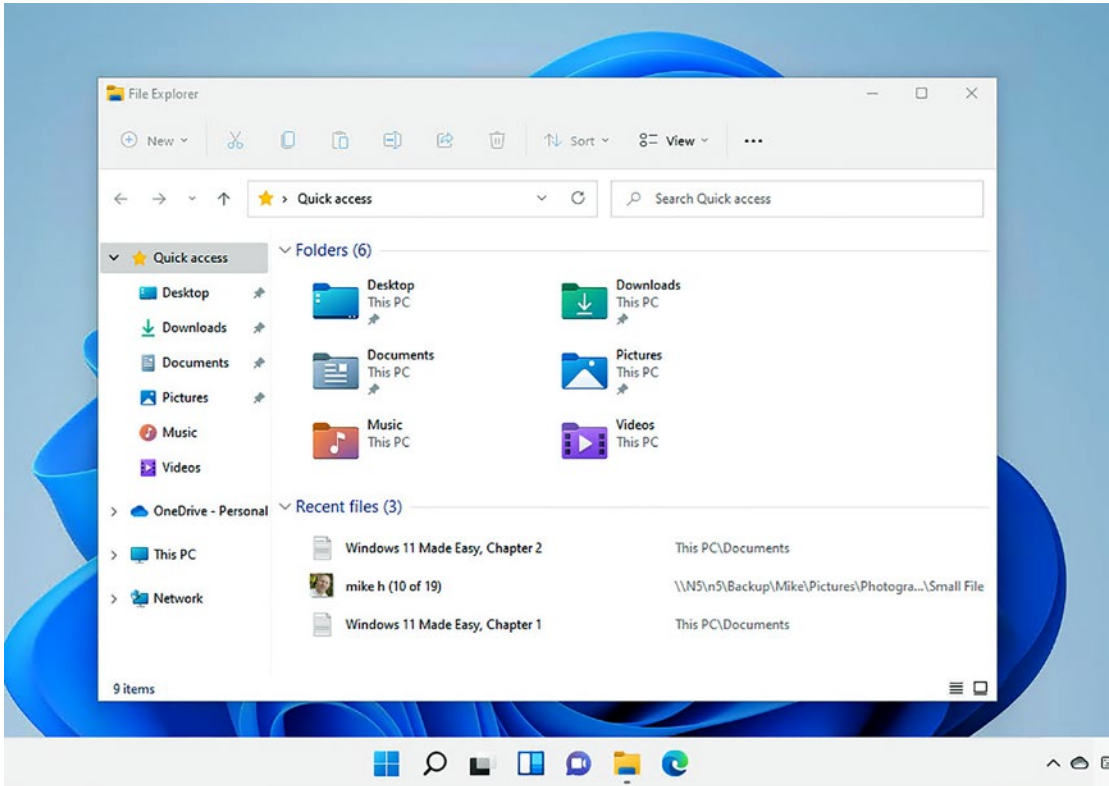 File Explorer
New
Sort
View
Quick access
Search Quick access
Quick access
Desktop
Downloads
Documents
Pictures
Music
Videos
OneDrive - Personal
This PC
Network
Folders (6)
Desktop
This PC
Downloads
This PC
Documents
This PC
Pictures
This PC
Music
This PC
Videos
This PC
Recent files (3)
Windows 11 Made Easy, Chapter 2 This PC\Documents
mike h (10 of 19) \\N5\n5\Backup\Mike\Pictures\Photogra...\Small File
Windows 11 Made Easy, Chapter 1 This PC\Documents
9 items